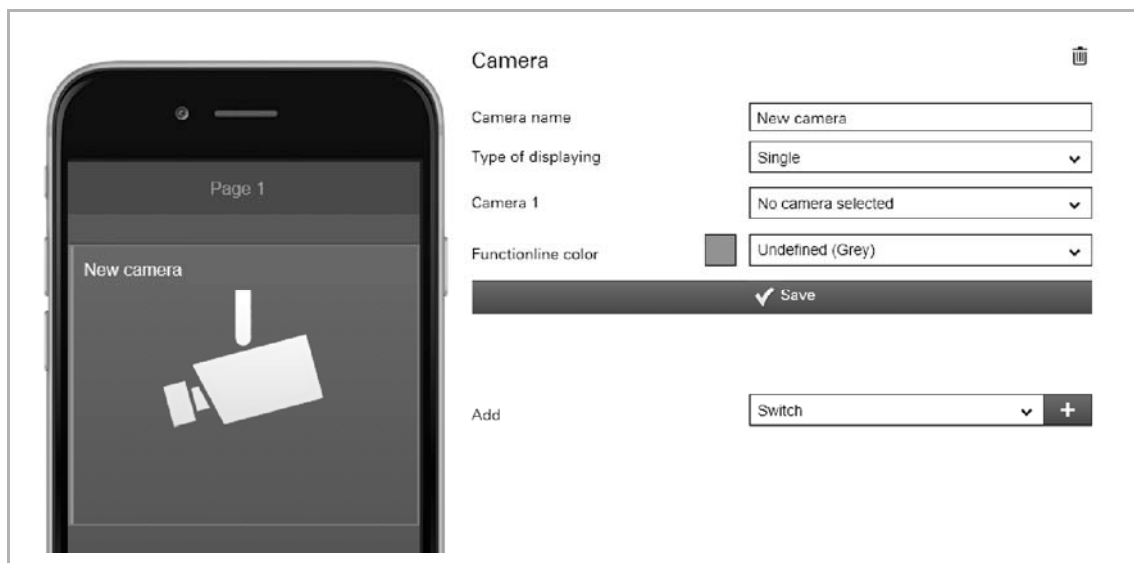 Page 1
New camera
Camera
Camera name
New camera
Type of displaying
Single
Camera 1
No camera selected
Functionline color
Undefined (Grey)
Save
Add
Switch
+